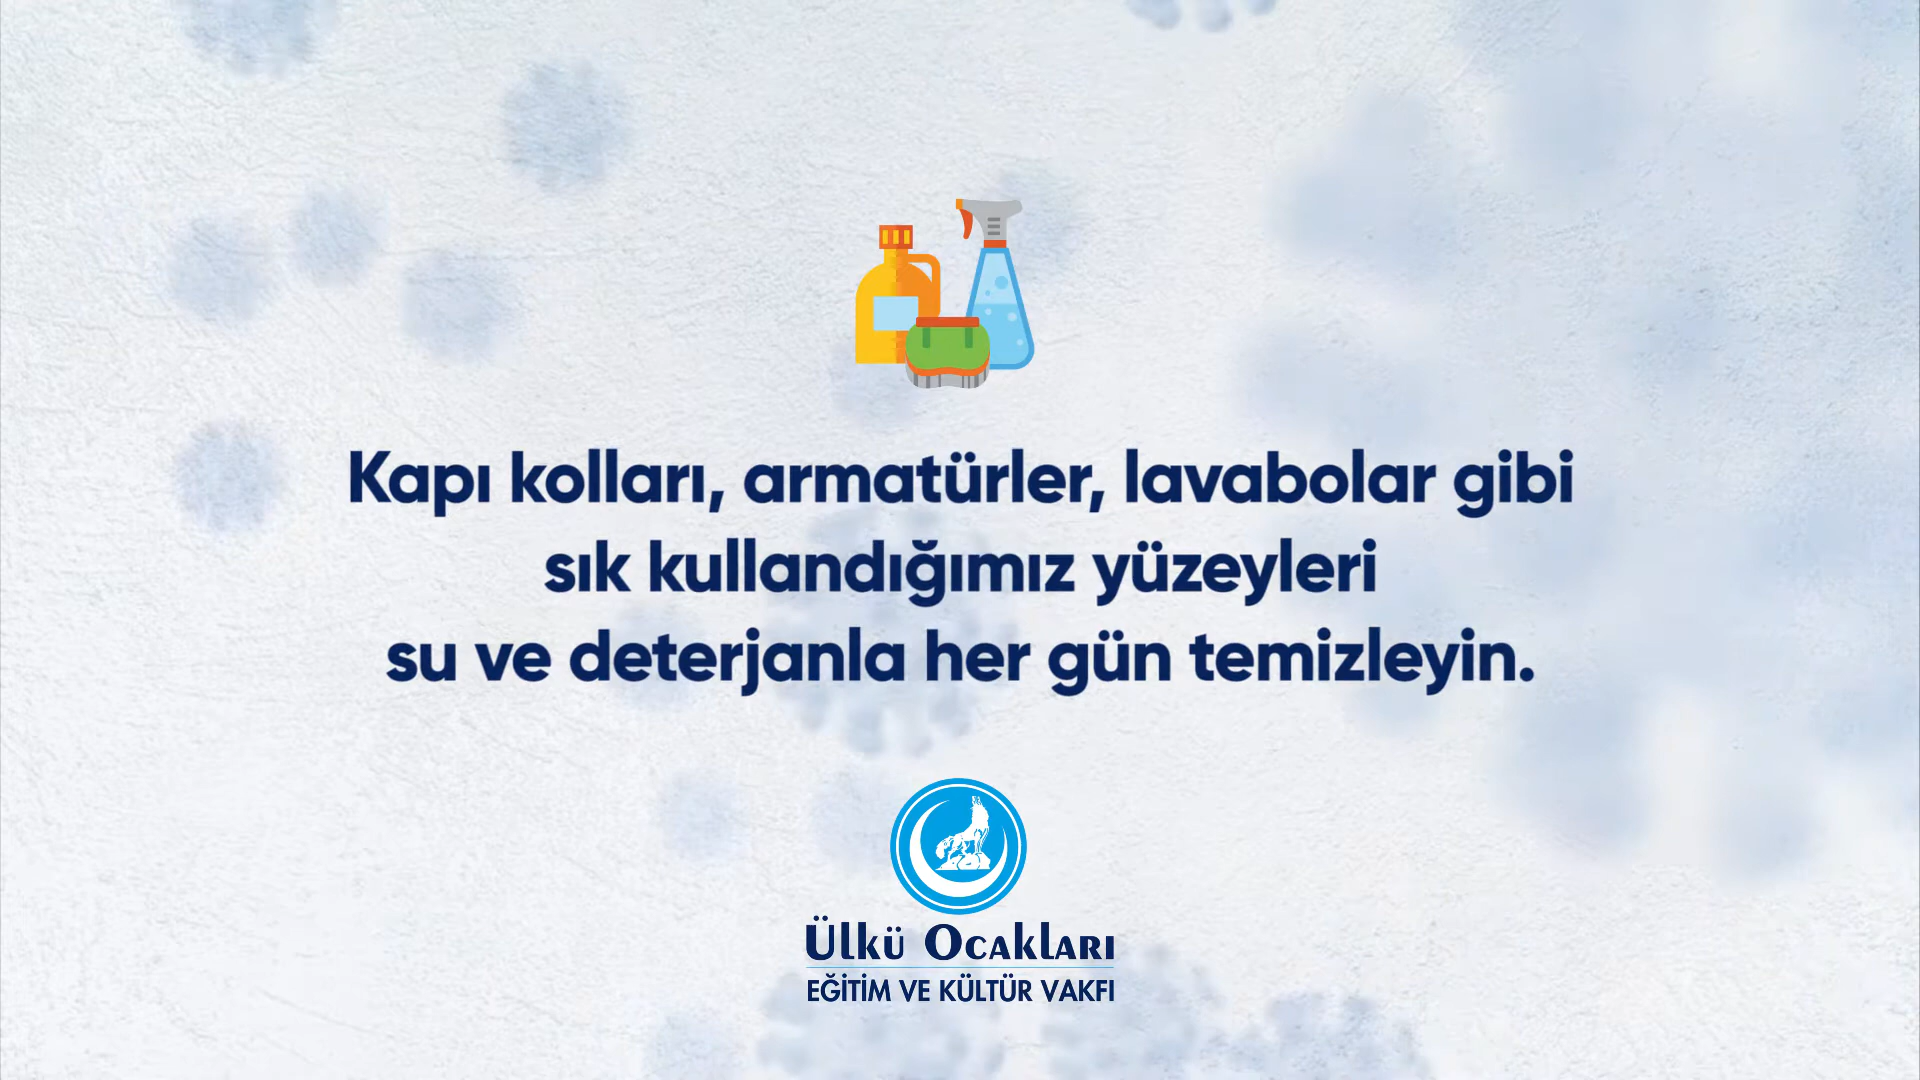 Kapı kolları, armatürler, lavabolar gibi
sık kullandığımız yüzeyleri
su ve deterjanla her gün temizleyin.
Ülkü Ocakları
EĞİTİM VE KÜLTÜR VAKFI